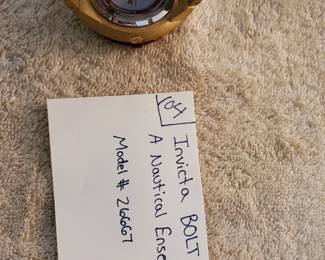 104
Invicta BOLT
A Nautical Ense
Model # 26667